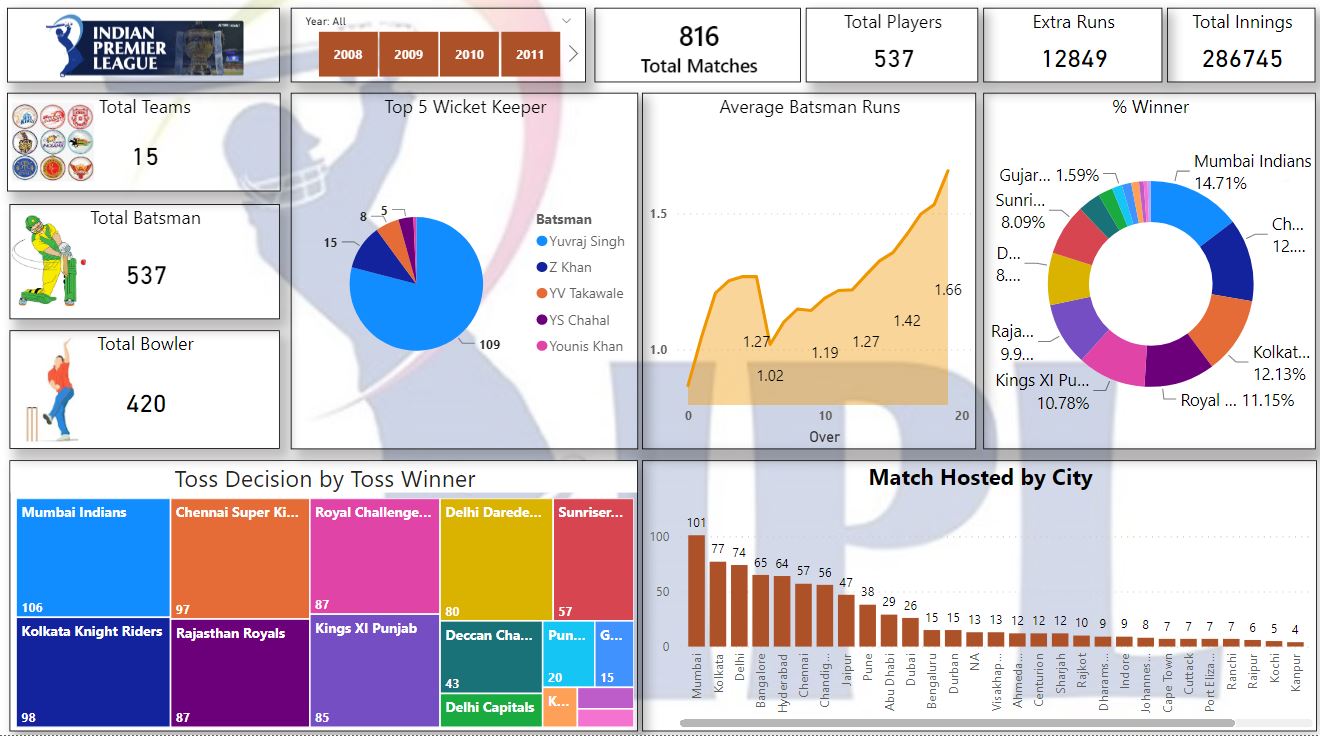 INDIAN
PREMIER
LEAGUE
Year: All
2008
2009
2010
2011
816
Total Matches
Total Players
537
Extra Runs
12849
Total Innings
286745
Total Teams
15
Total Batsman
537
Total Bowler
420
Top 5 Wicket Keeper
5
8
15
109
Batsman
Yuvraj Singh
Z Khan
YV Takawale
YS Chahal
Younis Khan
Average Batsman Runs
1.5
1.0
1.27
1.02
1.19
1.27
1.42
1.66
0
10
20
Over
% Winner
Mumbai Indians
14.71%
Ch...
12....
Kolkat...
12.13%
Royal ... 11.15%
Kings XI Pu...
10.78%
Raja...
9.9...
D...
8....
Sunri...
8.09%
Gujar... 1.59%
Toss Decision by Toss Winner
Mumbai Indians
106
Kolkata Knight Riders
98
Chennai Super Ki...
97
Rajasthan Royals
87
Royal Challenge...
87
Kings XI Punjab
85
Delhi Darede...
80
Sunriser...
57
Deccan Cha...
43
Delhi Capitals
Pun...
20
G...
15
K...
Match Hosted by City
100
50
0
101
77
74
65
64
57
56
47
38
29
26
15
15
13
13
12
12
12
10
9
9
8
7
7
7
7
6
5
4
Mumbai
Kolkata
Delhi
Bangalore
Hyderabad
Chennai
Chandig...
Jaipur
Pune
Abu Dhabi
Dubai
Bengaluru
Durban
NA
Visakhap...
Ahmeda...
Centurion
Sharjah
Rajkot
Dharams...
Indore
Johannes...
Cape Town
Cuttack
Port Eliza...
Ranchi
Raipur
Kochi
Kanpur
IPL